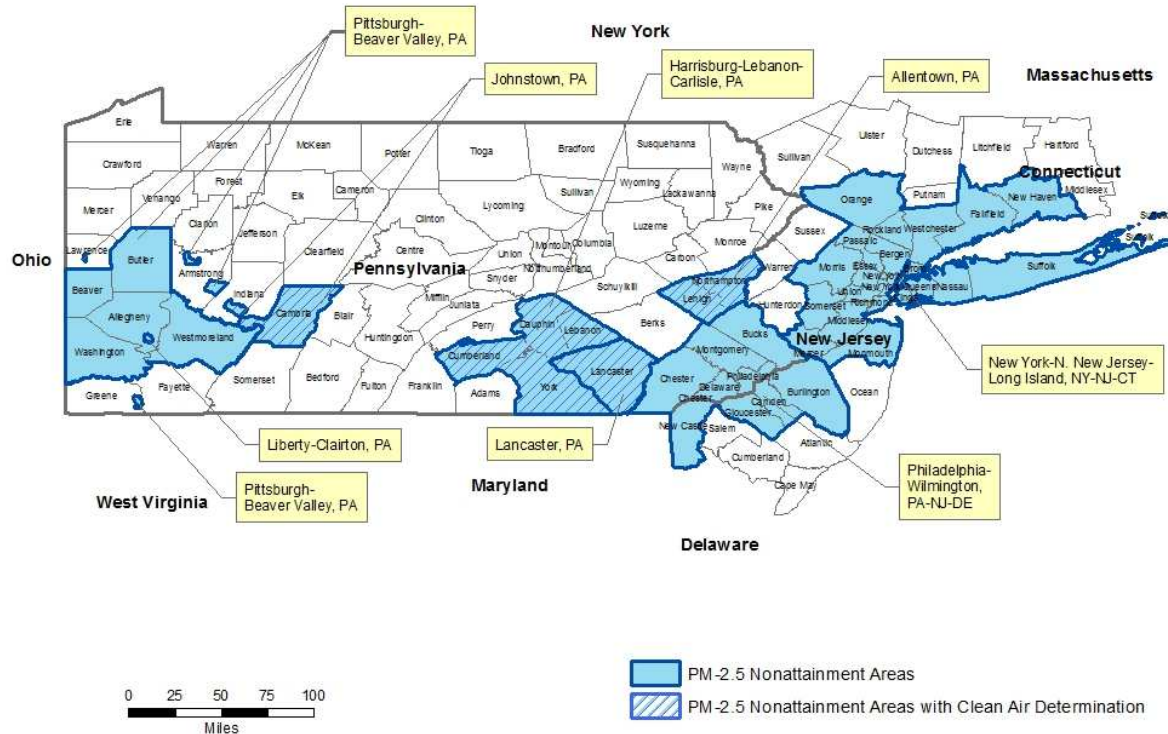 Pittsburgh-
Beaver Valley, PA
New York
Johnstown, PA
Harrisburg-Lebanon-
Carlisle, PA
Allentown, PA
Massachusetts
Erie
Warren
McKean
Potter
Tioga
Bradford
Susquehanna
Wayne
Sullivan
Ulster
Dutchess
Litchfield
Hartford
Crawford
Connecticut
Forest
Elk
Cameron
Sullivan
Wyoming
Lackawanna
Pike
Orange
Putnam
Middlesex
Mercer
Venango
Clarion
Jefferson
Clearfield
Clinton
Lycoming
Luzerne
Monroe
Sussex
Rockland
Westchester
Fairfield
New Haven
Suffolk
Suffolk
Passaic
Bergen
Ohio
Lawrence
Butler
Armstrong
Centre
Pennsylvania
Union
Montour
Columbia
Northumberland
Carbon
Warren
Morris
Essex
New York
Queens
Nassau
Suffolk
Snyder
Schuylkill
Northampton
Lehigh
Hunterdon
Somerset
Union
Richmond
Kings
Beaver
Allegheny
Indiana
Cambria
Blair
Mifflin
Juniata
Perry
Dauphin
Lebanon
Berks
Bucks
Middlesex
Washington
Westmoreland
Huntingdon
Cumberland
Montgomery
Mercer
New Jersey
Monmouth
Greene
Fayette
Somerset
Bedford
Fulton
Franklin
Adams
York
Lancaster
Chester
Delaware
Philadelphia
Chester
Camden
Gloucester
Burlington
Ocean
New York-N. New Jersey-
Long Island, NY-NJ-CT
New Castle
Salem
Atlantic
Cumberland
Cape May
Liberty-Clairton, PA
Lancaster, PA
West Virginia
Pittsburgh-
Beaver Valley, PA
Maryland
Philadelphia-
Wilmington,
PA-NJ-DE
Delaware
0 25 50 75 100
Miles
PM-2.5 Nonattainment Areas
PM-2.5 Nonattainment Areas with Clean Air Determination